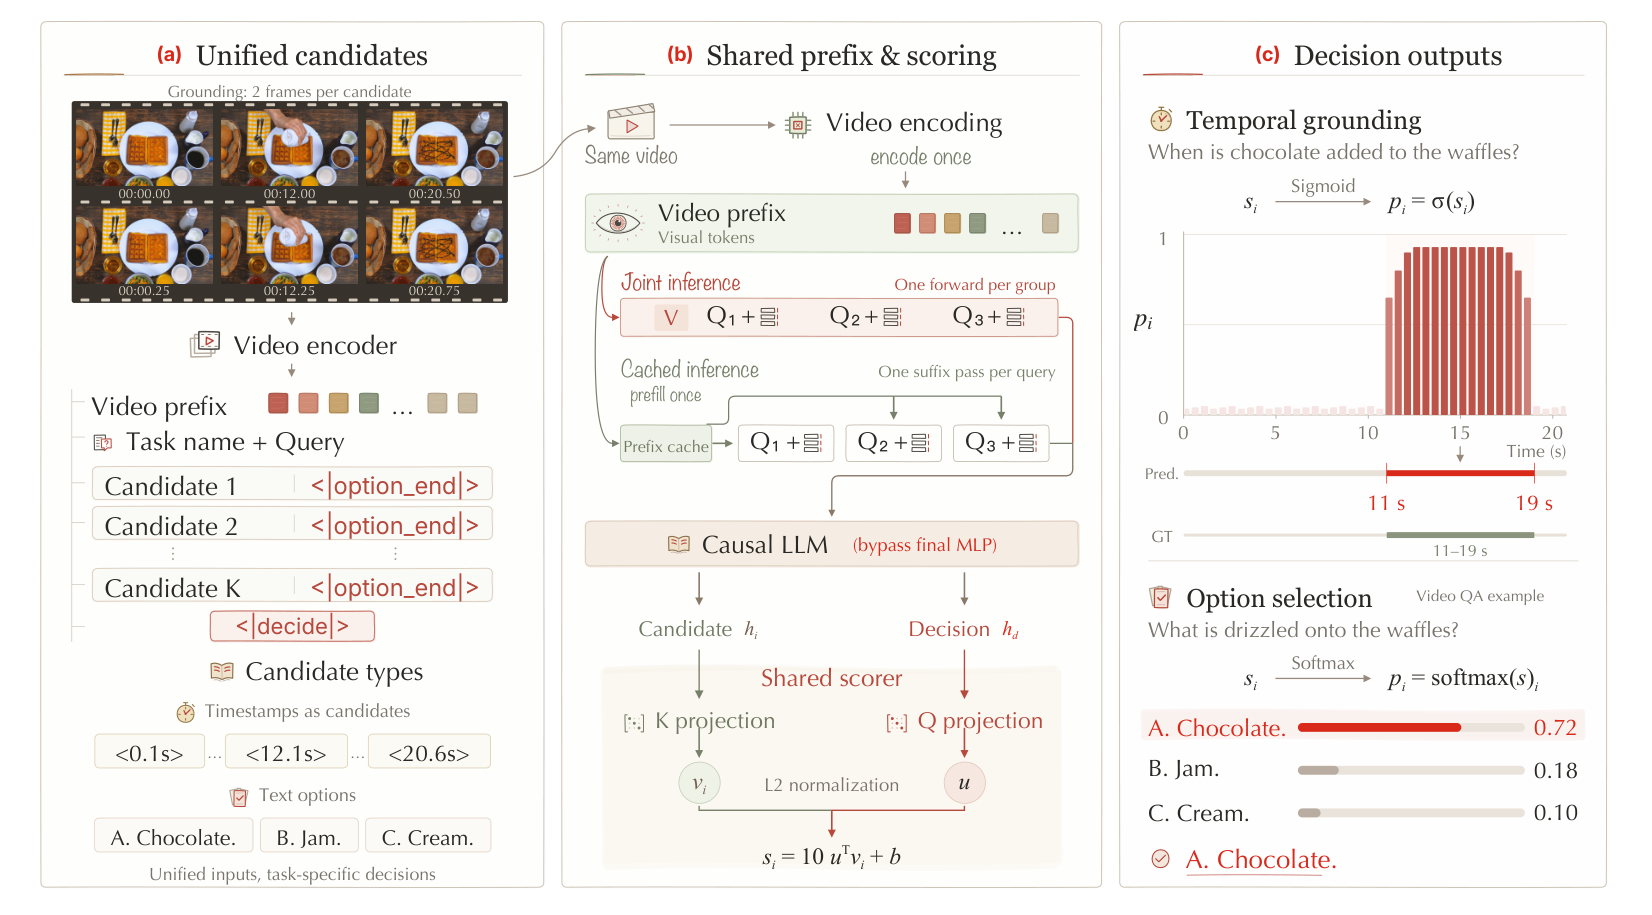 (a) Unified candidates
Grounding: 2 frames per candidate
00:00.00
00:12.00
00:20.50
00:00.25
00:12.25
00:20.75
Video encoder
Video prefix
...
Task name + Query
Candidate 1 <|option_end|>
Candidate 2 <|option_end|>
⋮ ⋮
Candidate K <|option_end|>
<|decide|>
Candidate types
Timestamps as candidates
<0.1s> ... <12.1s> ... <20.6s>
Text options
A. Chocolate. B. Jam. C. Cream.
Unified inputs, task-specific decisions
(b) Shared prefix & scoring
Same video
Video encoding
encode once
Video prefix
Visual tokens
...
Joint inference
One forward per group
V Q1 + Q2 + Q3 +
Cached inference
prefill once
One suffix pass per query
Prefix cache
Q1 + Q2 + Q3 +
Causal LLM (bypass final MLP)
Candidate hᵢ
Decision h_d
Shared scorer
K projection
Q projection
vᵢ
L2 normalization
u
sᵢ = 10 uᵀvᵢ + b
(c) Decision outputs
Temporal grounding
When is chocolate added to the waffles?
sᵢ Sigmoid pᵢ = σ(sᵢ)
1
pᵢ
0
0 5 10 15 20
Time (s)
Pred.
11 s 19 s
GT
11–19 s
Option selection
Video QA example
What is drizzled onto the waffles?
sᵢ Softmax pᵢ = softmax(s)ᵢ
A. Chocolate. 0.72
B. Jam. 0.18
C. Cream. 0.10
A. Chocolate.